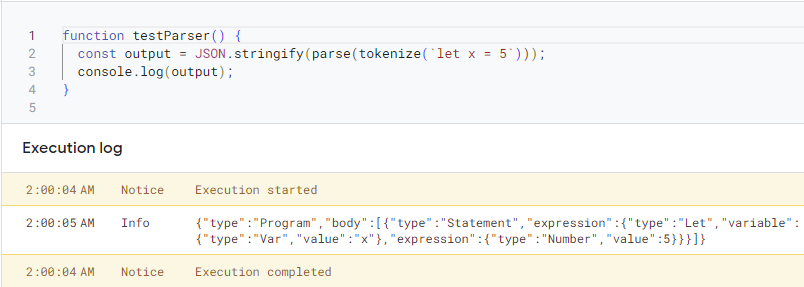 1 function testParser() {
2 const output = JSON.stringify(parse(tokenize(`let x = 5`)));
3 console.log(output);
4 }
5
Execution log
2:00:04 AM Notice Execution started
2:00:05 AM Info {"type":"Program","body":[{"type":"Statement","expression":{"type":"Let","variable":
{"type":"Var","value":"x"},"expression":{"type":"Number","value":5}}}]}
2:00:04 AM Notice Execution completed